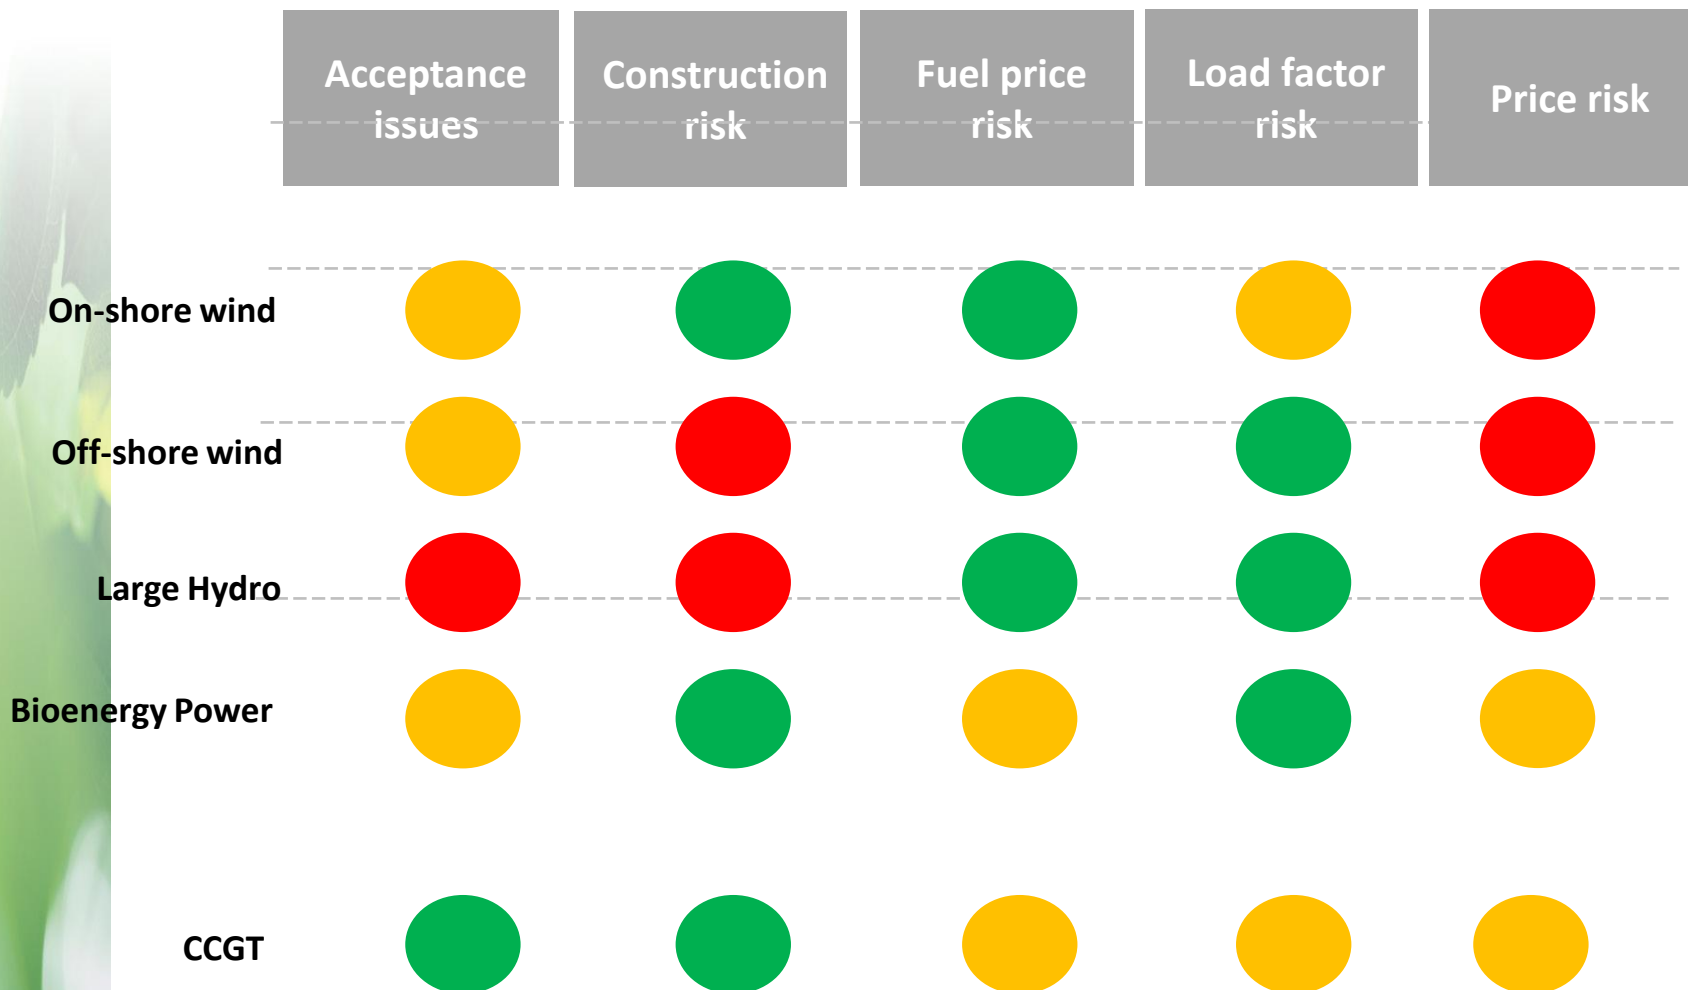 Acceptance
issues
Construction
risk
Fuel price
risk
Load factor
risk
Price risk
On-shore wind
Off-shore wind
Large Hydro
Bioenergy Power
CCGT